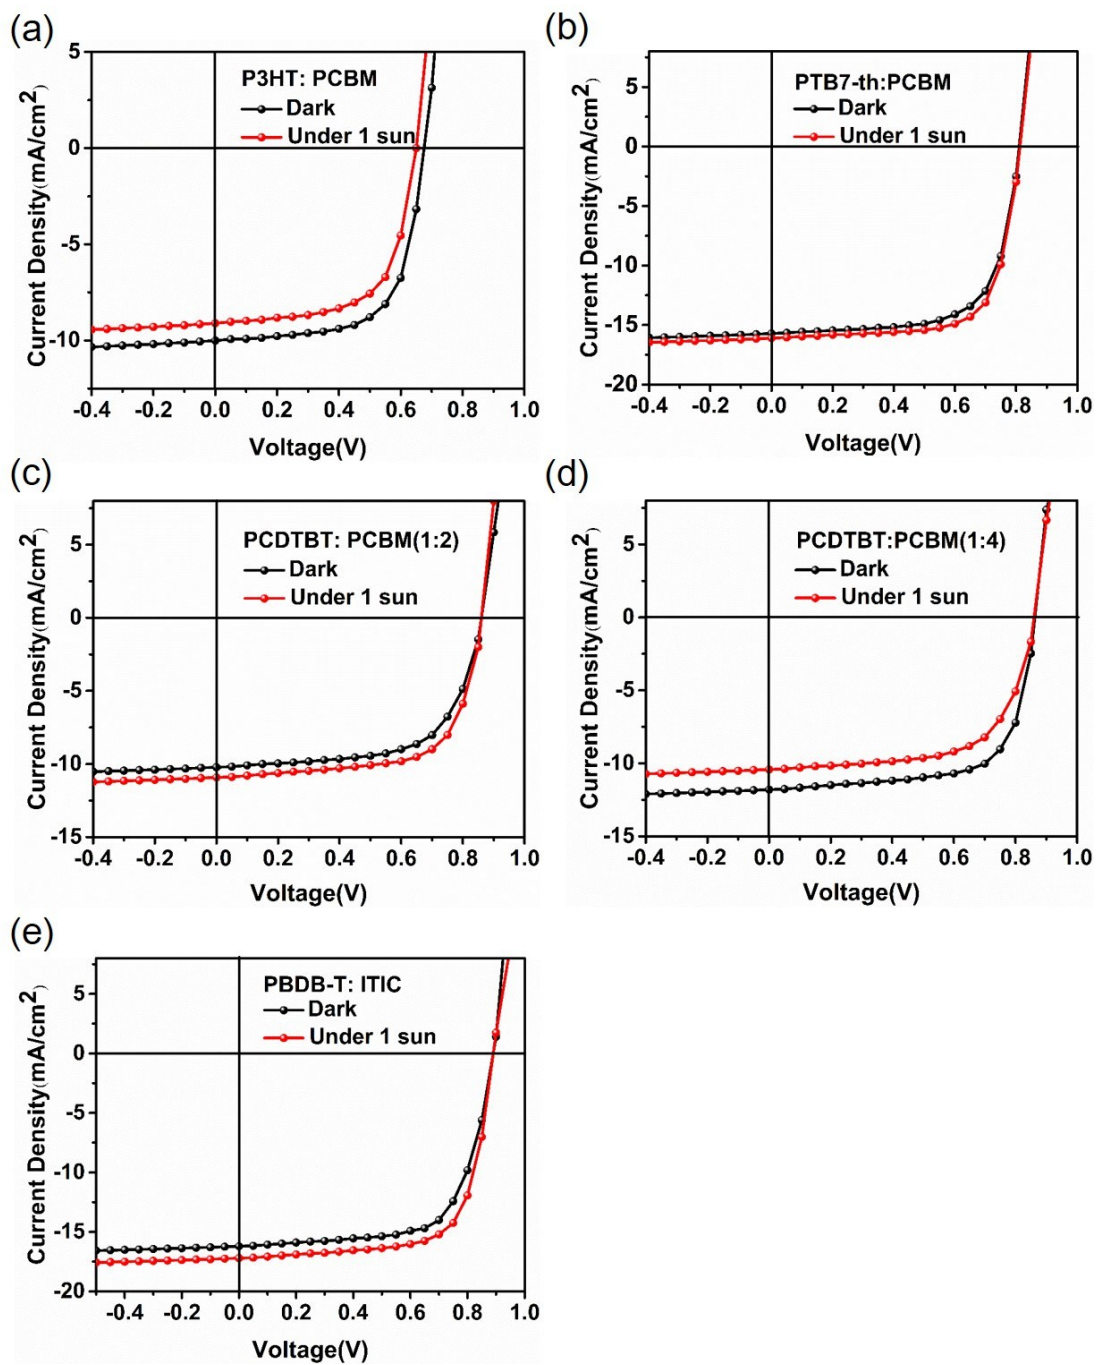 (a)
5
0
-5
-10
Current Density(mA/cm2)
P3HT: PCBM
Dark
Under 1 sun
-0.4 -0.2 0.0 0.2 0.4 0.6 0.8 1.0
Voltage(V)
(b)
5
0
-5
-10
-15
-20
Current Density(mA/cm2)
PTB7-th:PCBM
Dark
Under 1 sun
-0.4 -0.2 0.0 0.2 0.4 0.6 0.8 1.0
Voltage(V)
(c)
5
0
-5
-10
-15
Current Density(mA/cm2)
PCDTBT: PCBM(1:2)
Dark
Under 1 sun
-0.4 -0.2 0.0 0.2 0.4 0.6 0.8 1.0
Voltage(V)
(d)
5
0
-5
-10
-15
Current Density(mA/cm2)
PCDTBT:PCBM(1:4)
Dark
Under 1 sun
-0.4 -0.2 0.0 0.2 0.4 0.6 0.8 1.0
Voltage(V)
(e)
5
0
-5
-10
-15
-20
Current Density(mA/cm2)
PBDB-T: ITIC
Dark
Under 1 sun
-0.4 -0.2 0.0 0.2 0.4 0.6 0.8 1.0
Voltage(V)